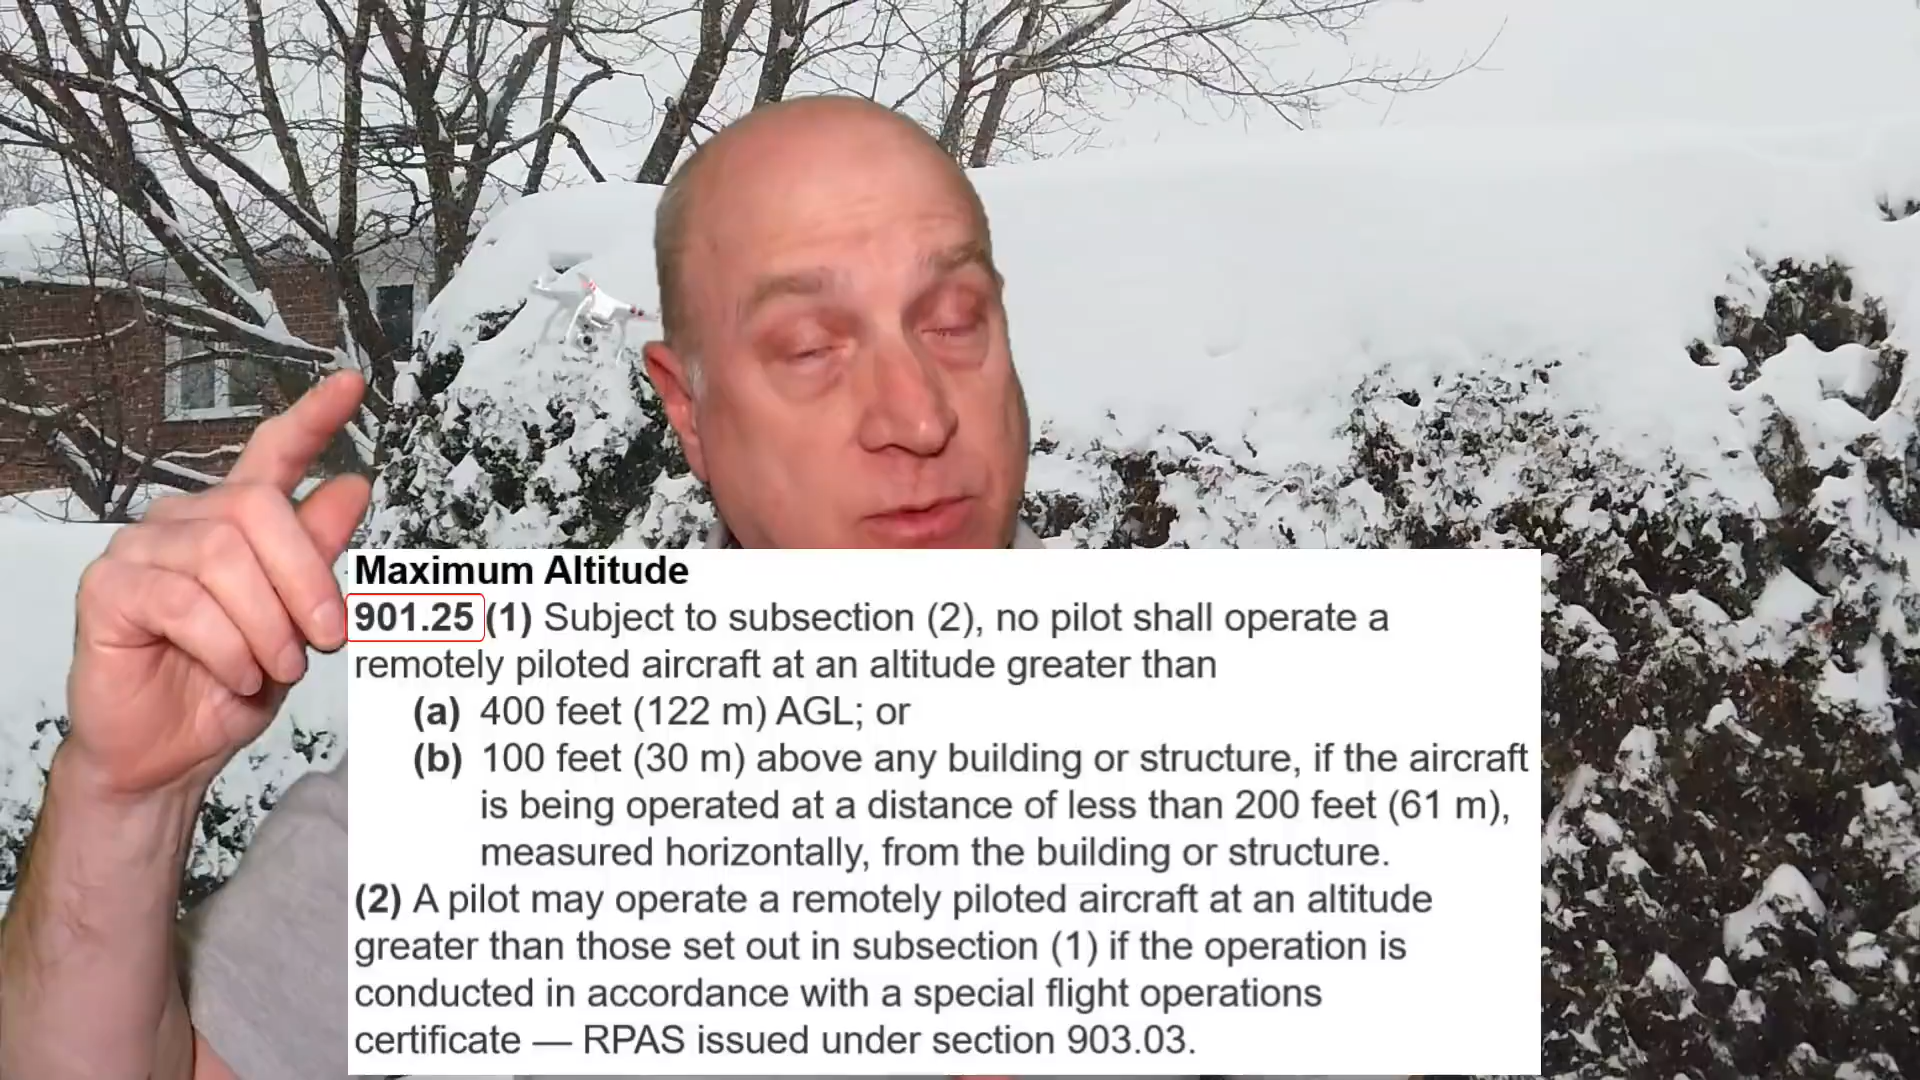 Maximum Altitude
901.25 (1) Subject to subsection (2), no pilot shall operate a
remotely piloted aircraft at an altitude greater than
(a) 400 feet (122 m) AGL; or
(b) 100 feet (30 m) above any building or structure, if the aircraft
is being operated at a distance of less than 200 feet (61 m),
measured horizontally, from the building or structure.
(2) A pilot may operate a remotely piloted aircraft at an altitude
greater than those set out in subsection (1) if the operation is
conducted in accordance with a special flight operations
certificate — RPAS issued under section 903.03.